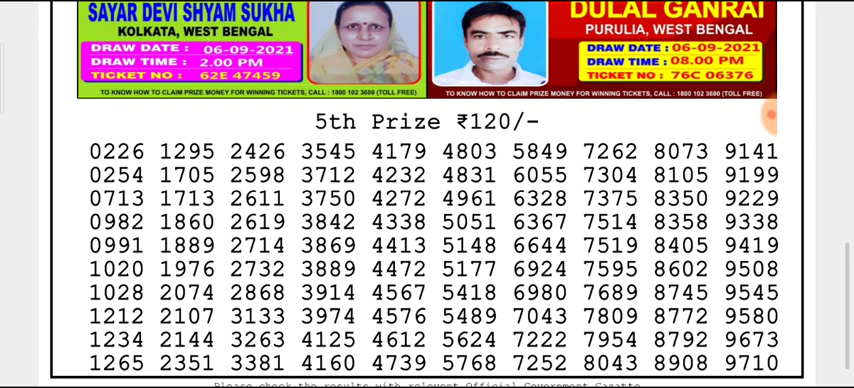 SAYAR DEVI SHYAM SUKHA
KOLKATA, WEST BENGAL
DRAW DATE : 06-09-2021
DRAW TIME : 2.00 PM
TICKET NO : 62E 47459
TO KNOW HOW TO CLAIM PRIZE MONEY FOR WINNING TICKETS, CALL : 1800 102 3680 (TOLL FREE)
DULAL GANRAI
PURULIA, WEST BENGAL
DRAW DATE : 06-09-2021
DRAW TIME : 08.00 PM
TICKET NO : 76C 06376
TO KNOW HOW TO CLAIM PRIZE MONEY FOR WINNING TICKETS, CALL : 1800 102 3680 (TOLL FREE)
5th Prize ₹120/-
0226 1295 2426 3545 4179 4803 5849 7262 8073 9141
0254 1705 2598 3712 4232 4831 6055 7304 8105 9199
0713 1713 2611 3750 4272 4961 6328 7375 8350 9229
0982 1860 2619 3842 4338 5051 6367 7514 8358 9338
0991 1889 2714 3869 4413 5148 6644 7519 8405 9419
1020 1976 2732 3889 4472 5177 6924 7595 8602 9508
1028 2074 2868 3914 4567 5418 6980 7689 8745 9545
1212 2107 3133 3974 4576 5489 7043 7809 8772 9580
1234 2144 3263 4125 4612 5624 7222 7954 8792 9673
1265 2351 3381 4160 4739 5768 7252 8043 8908 9710
Please check the results with relevent Official Government Gazette